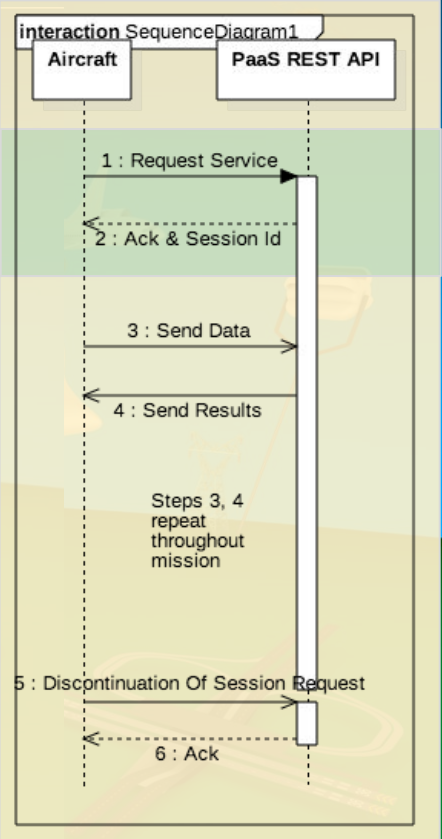 interaction SequenceDiagram1
Aircraft
PaaS REST API
1 : Request Service
2 : Ack & Session Id
3 : Send Data
4 : Send Results
Steps 3, 4
repeat
throughout
mission
5 : Discontinuation Of Session Request
6 : Ack